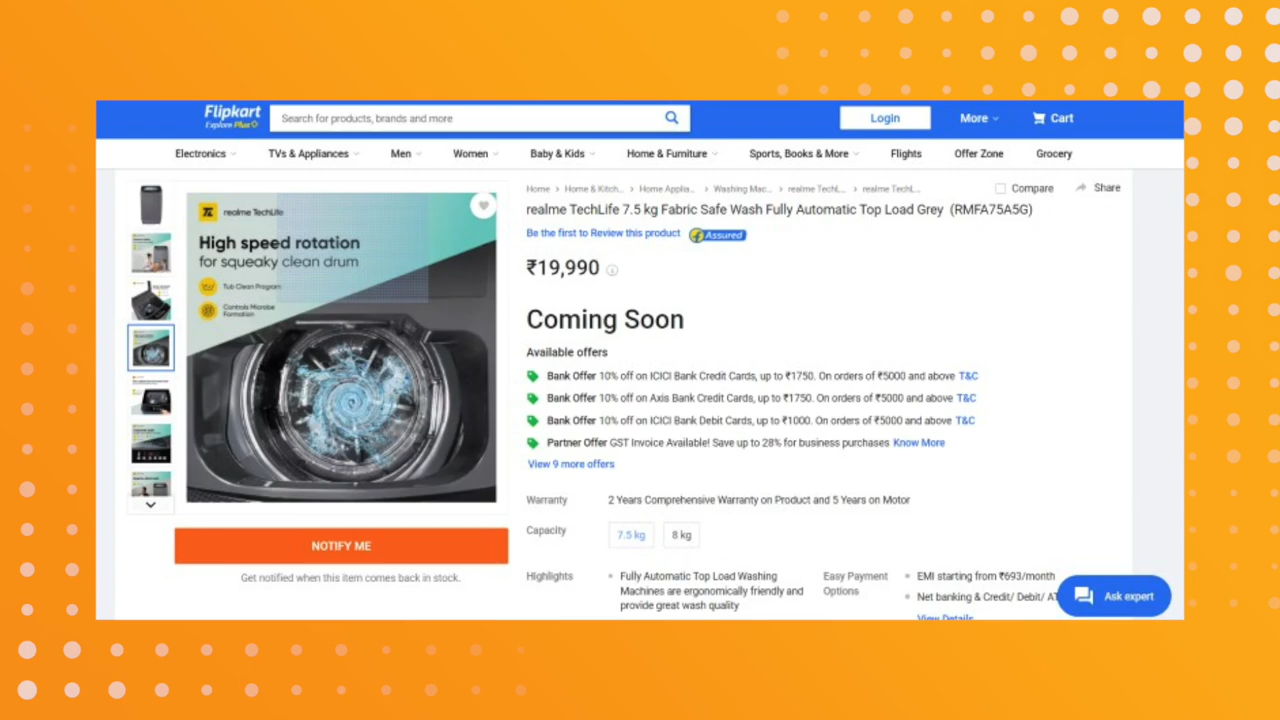 Flipkart
Explore Plus
Search for products, brands and more
Login
More
Cart
Electronics
TVs & Appliances
Men
Women
Baby & Kids
Home & Furniture
Sports, Books & More
Flights
Offer Zone
Grocery
Home > Home & Kitch... > Home Applia... > Washing Mac... > realme TechL... > realme TechL...
Compare
Share
realme TechLife 7.5 kg Fabric Safe Wash Fully Automatic Top Load Grey (RMFA75A5G)
Be the first to Review this product
Assured
₹19,990
Coming Soon
Available offers
Bank Offer 10% off on ICICI Bank Credit Cards, up to ₹1750. On orders of ₹5000 and above T&C
Bank Offer 10% off on Axis Bank Credit Cards, up to ₹1750. On orders of ₹5000 and above T&C
Bank Offer 10% off on ICICI Bank Debit Cards, up to ₹1000. On orders of ₹5000 and above T&C
Partner Offer GST Invoice Available! Save up to 28% for business purchases Know More
View 9 more offers
Warranty
2 Years Comprehensive Warranty on Product and 5 Years on Motor
Capacity
7.5 kg
8 kg
Highlights
Fully Automatic Top Load Washing
Machines are ergonomically friendly and
provide great wash quality
Easy Payment
Options
EMI starting from ₹693/month
Net banking & Credit/ Debit/ AT
View Details
Ask expert
realme TechLife
High speed rotation
for squeaky clean drum
Tub Clean Program
Controls Microbe
Formation
NOTIFY ME
Get notified when this item comes back in stock.